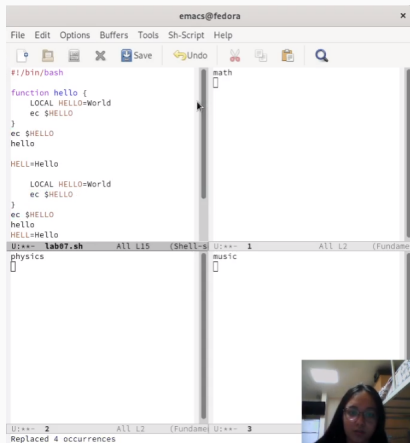 emacs@fedora ×
File Edit Options Buffers Tools Sh-Script Help
Save Undo
#!/bin/bash
function hello {
    LOCAL HELLO=World
    ec $HELLO
}
ec $HELLO
hello
HELL=Hello
    LOCAL HELLO=World
    ec $HELLO
}
ec $HELLO
hello
HELL=Hello
U:**- lab07.sh All L15 (Shell-s
math
U:**- 1 All L2 (Fundame
physics
U:**- 2 All L2 (Fundamen
music
U:**- 3
Replaced 4 occurrences